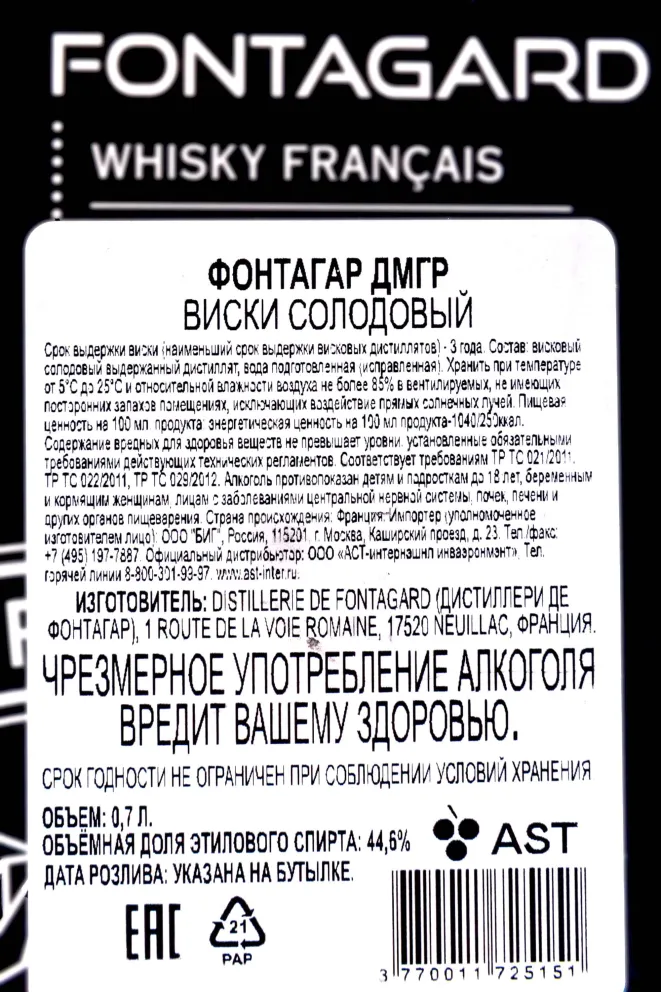 FONTAGARD
WHISKY FRANÇAIS
ФОНТАГАР ДМГР
ВИСКИ СОЛОДОВЫЙ
Срок выдержки виски (наименьший срок выдержки висковых дистиллятов) - 3 года. Состав: висковый
солодовый выдержанный дистиллят, вода подготовленная (исправленная). Хранить при температуре
от 5°С до 25°С и относительной влажности воздуха не более 85% в вентилируемых, не имеющих
посторонних запахов помещениях, исключающих воздействие прямых солнечных лучей. Пищевая
ценность на 100 мл. продукта: энергетическая ценность на 100 мл продукта-1040/250ккал.
Содержание вредных для здоровья веществ не превышает уровни, установленные обязательными
требованиями действующих технических регламентов. Соответствует требованиям ТР ТС 021/2011,
ТР ТС 022/2011, ТР ТС 029/2012. Алкоголь противопоказан детям и подросткам до 18 лет, беременным
и кормящим женщинам, лицам с заболеваниями центральной нервной системы, почек, печени и
других органов пищеварения. Страна происхождения: Франция. Импортер (уполномоченное
изготовителем лицо): ООО "БИГ", Россия, 115201, г. Москва, Каширский проезд, д. 23. Тел./факс:
+7 (495) 197-7887. Официальный дистрибьютор: ООО «АСТ-интернэшнл инваэронмэнт». Тел.
горячей линии 8-800-301-99-97. www.ast-inter.ru.
ИЗГОТОВИТЕЛЬ: DISTILLERIE DE FONTAGARD (ДИСТИЛЛЕРИ ДЕ
ФОНТАГАР), 1 ROUTE DE LA VOIE ROMAINE, 17520 NEUILLAC, ФРАНЦИЯ.
ЧРЕЗМЕРНОЕ УПОТРЕБЛЕНИЕ АЛКОГОЛЯ
ВРЕДИТ ВАШЕМУ ЗДОРОВЬЮ.
СРОК ГОДНОСТИ НЕ ОГРАНИЧЕН ПРИ СОБЛЮДЕНИИ УСЛОВИЙ ХРАНЕНИЯ
ОБЪЕМ: 0,7 Л.
ОБЪЁМНАЯ ДОЛЯ ЭТИЛОВОГО СПИРТА: 44,6%
ДАТА РОЗЛИВА: УКАЗАНА НА БУТЫЛКЕ.
AST
EAC
21
PAP
3 770011 725151